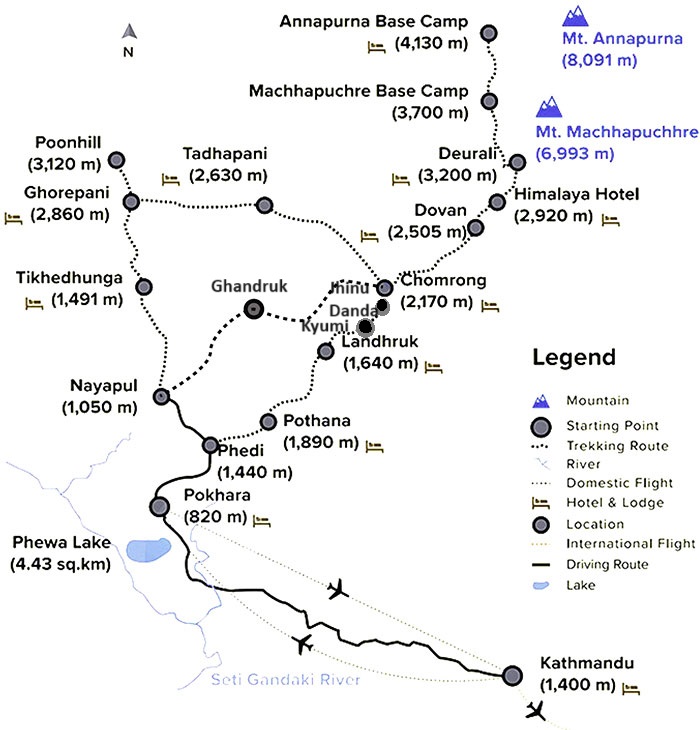 Annapurna Base Camp
(4,130 m)
Mt. Annapurna
(8,091 m)
N
Machhapuchre Base Camp
(3,700 m)
Mt. Machhapuchhre
(6,993 m)
Poonhill
(3,120 m)
Tadhapani
(2,630 m)
Deurali
(3,200 m)
Ghorepani
(2,860 m)
Himalaya Hotel
(2,920 m)
Dovan
(2,505 m)
Tikhedhunga
(1,491 m)
Ghandruk
Jhinu
Danda
Chomrong
(2,170 m)
Kyumi
Landhruk
(1,640 m)
Nayapul
(1,050 m)
Pothana
(1,890 m)
Phedi
(1,440 m)
Pokhara
(820 m)
Phewa Lake
(4.43 sq.km)
Seti Gandaki River
Kathmandu
(1,400 m)
Legend
Mountain
Starting Point
Trekking Route
River
Domestic Flight
Hotel & Lodge
Location
International Flight
Driving Route
Lake